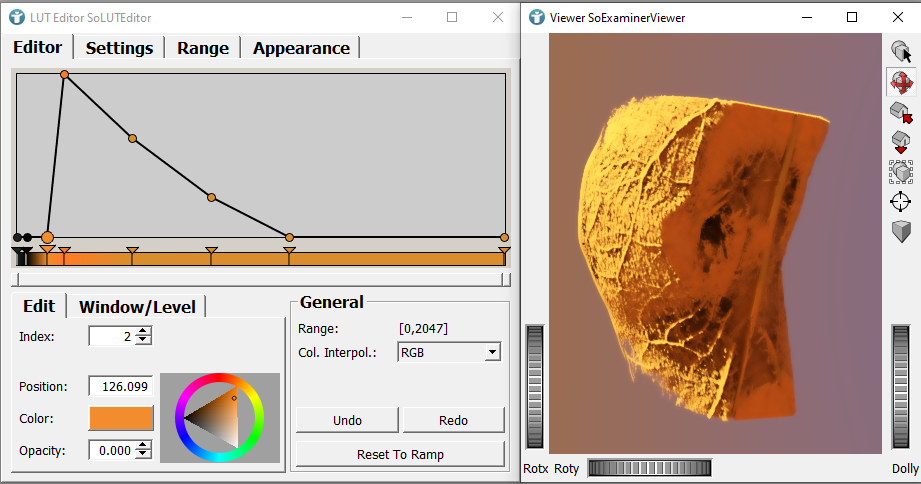 LUT Editor SoLUTEditor
Editor Settings Range Appearance
Edit Window/Level
Index: 2
Position: 126.099
Color:
Opacity: 0.000
General
Range: [0,2047]
Col. Interpol.: RGB
Undo Redo
Reset To Ramp
Viewer SoExaminerViewer
Rotx Roty Dolly